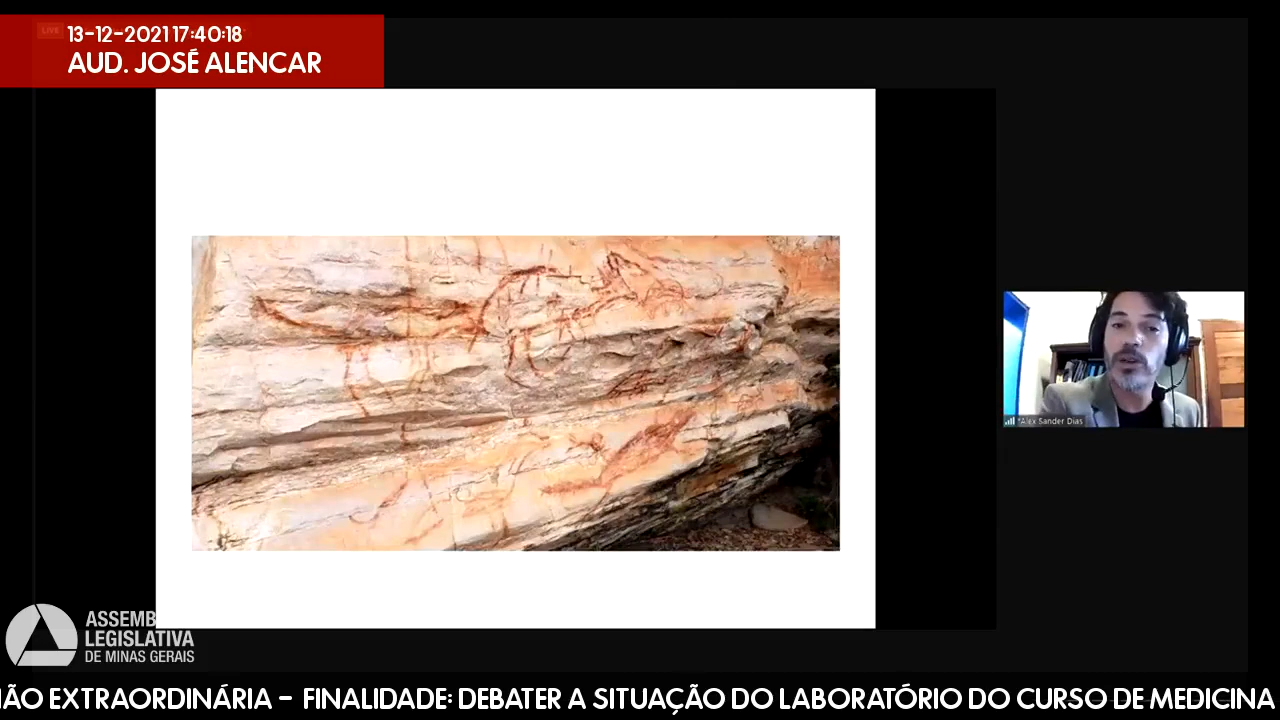 LIVE
13-12-2021 17:40:18
AUD. JOSÉ ALENCAR
*Alex Sander Dias
ASSEMB
LEGISLATIVA
DE MINAS GERAIS
IÃO EXTRAORDINÁRIA - FINALIDADE: DEBATER A SITUAÇÃO DO LABORATÓRIO DO CURSO DE MEDICINA